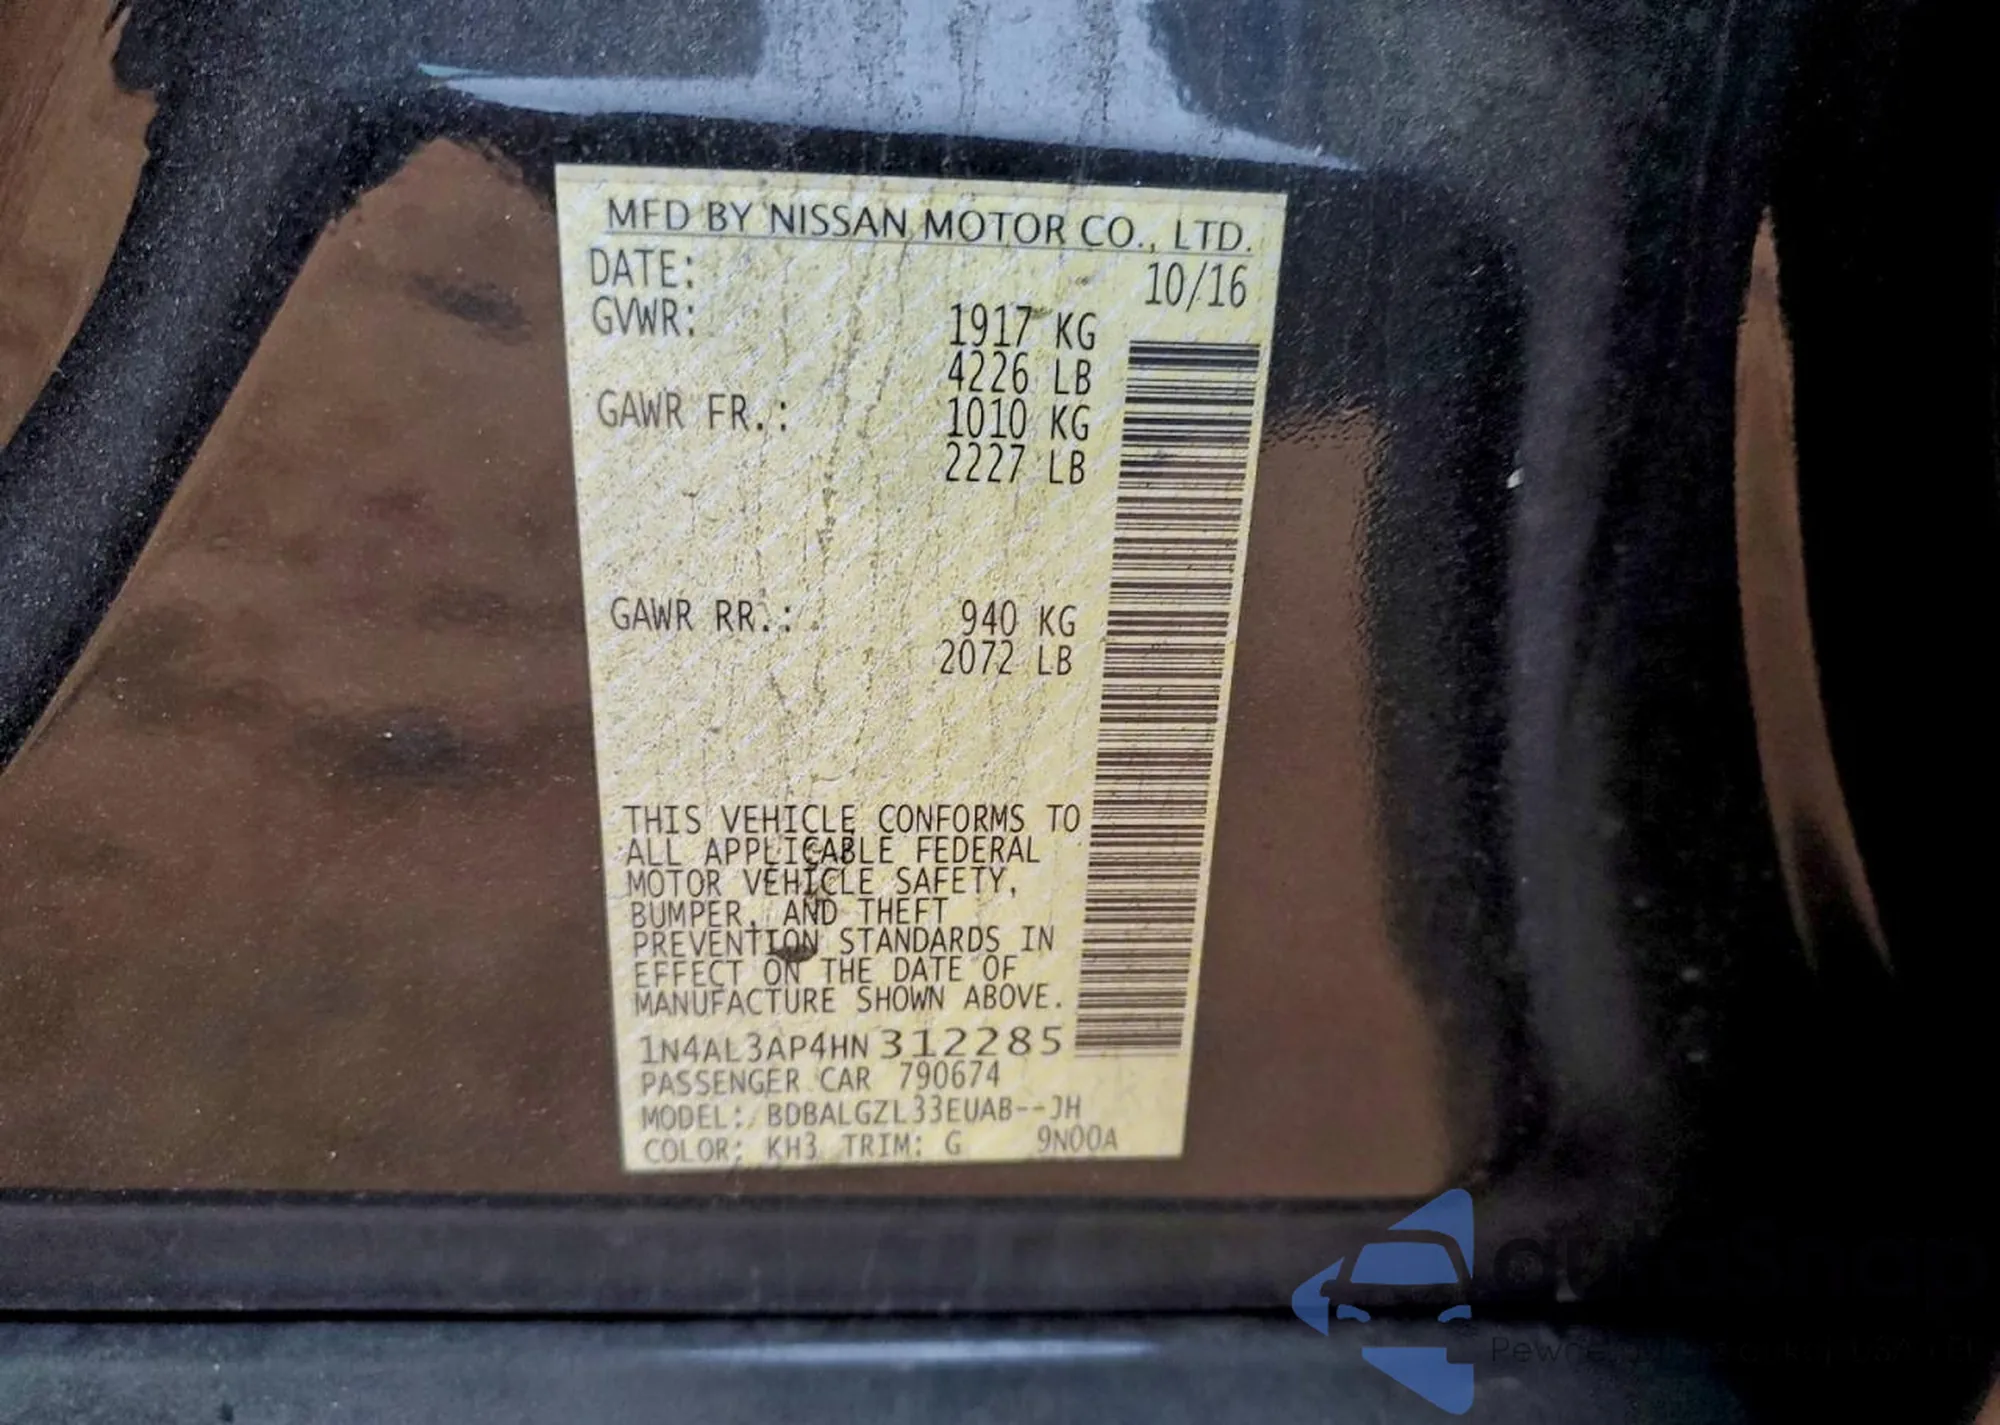 MFD BY NISSAN MOTOR CO., LTD.
DATE: 10/16
GVWR: 1917 KG
4226 LB
GAWR FR.: 1010 KG
2227 LB
GAWR RR.: 940 KG
2072 LB
THIS VEHICLE CONFORMS TO
ALL APPLICABLE FEDERAL
MOTOR VEHICLE SAFETY,
BUMPER, AND THEFT
PREVENTION STANDARDS IN
EFFECT ON THE DATE OF
MANUFACTURE SHOWN ABOVE.
1N4AL3AP4HN312285
PASSENGER CAR 790674
MODEL: BDBALGZL33EUAB--JH
COLOR: KH3 TRIM: G 9N00A